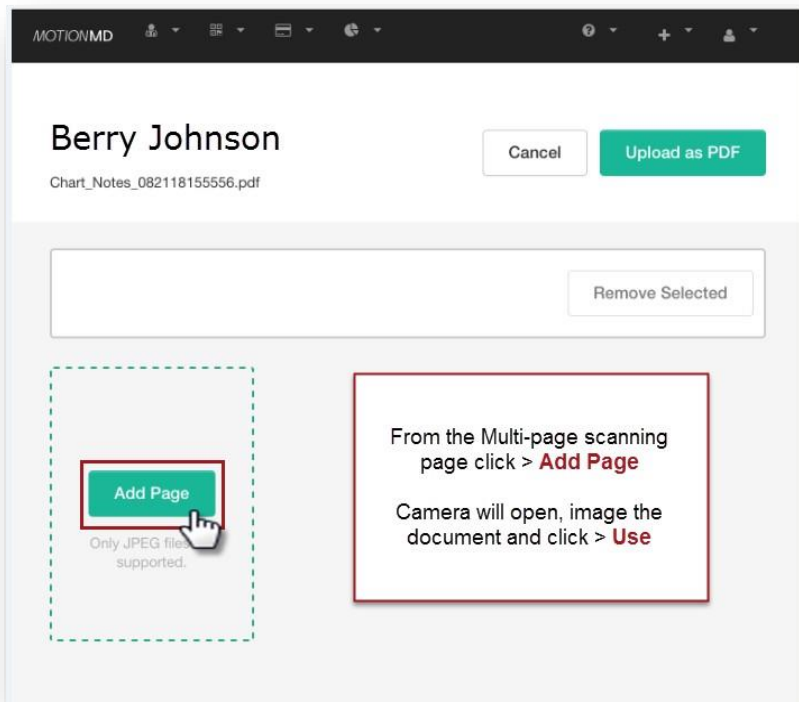 MOTIONMD
Berry Johnson
Cancel
Upload as PDF
Chart_Notes_082118155556.pdf
Remove Selected
Add Page
Only JPEG files
supported.
From the Multi-page scanning
page click > Add Page
Camera will open, image the
document and click > Use